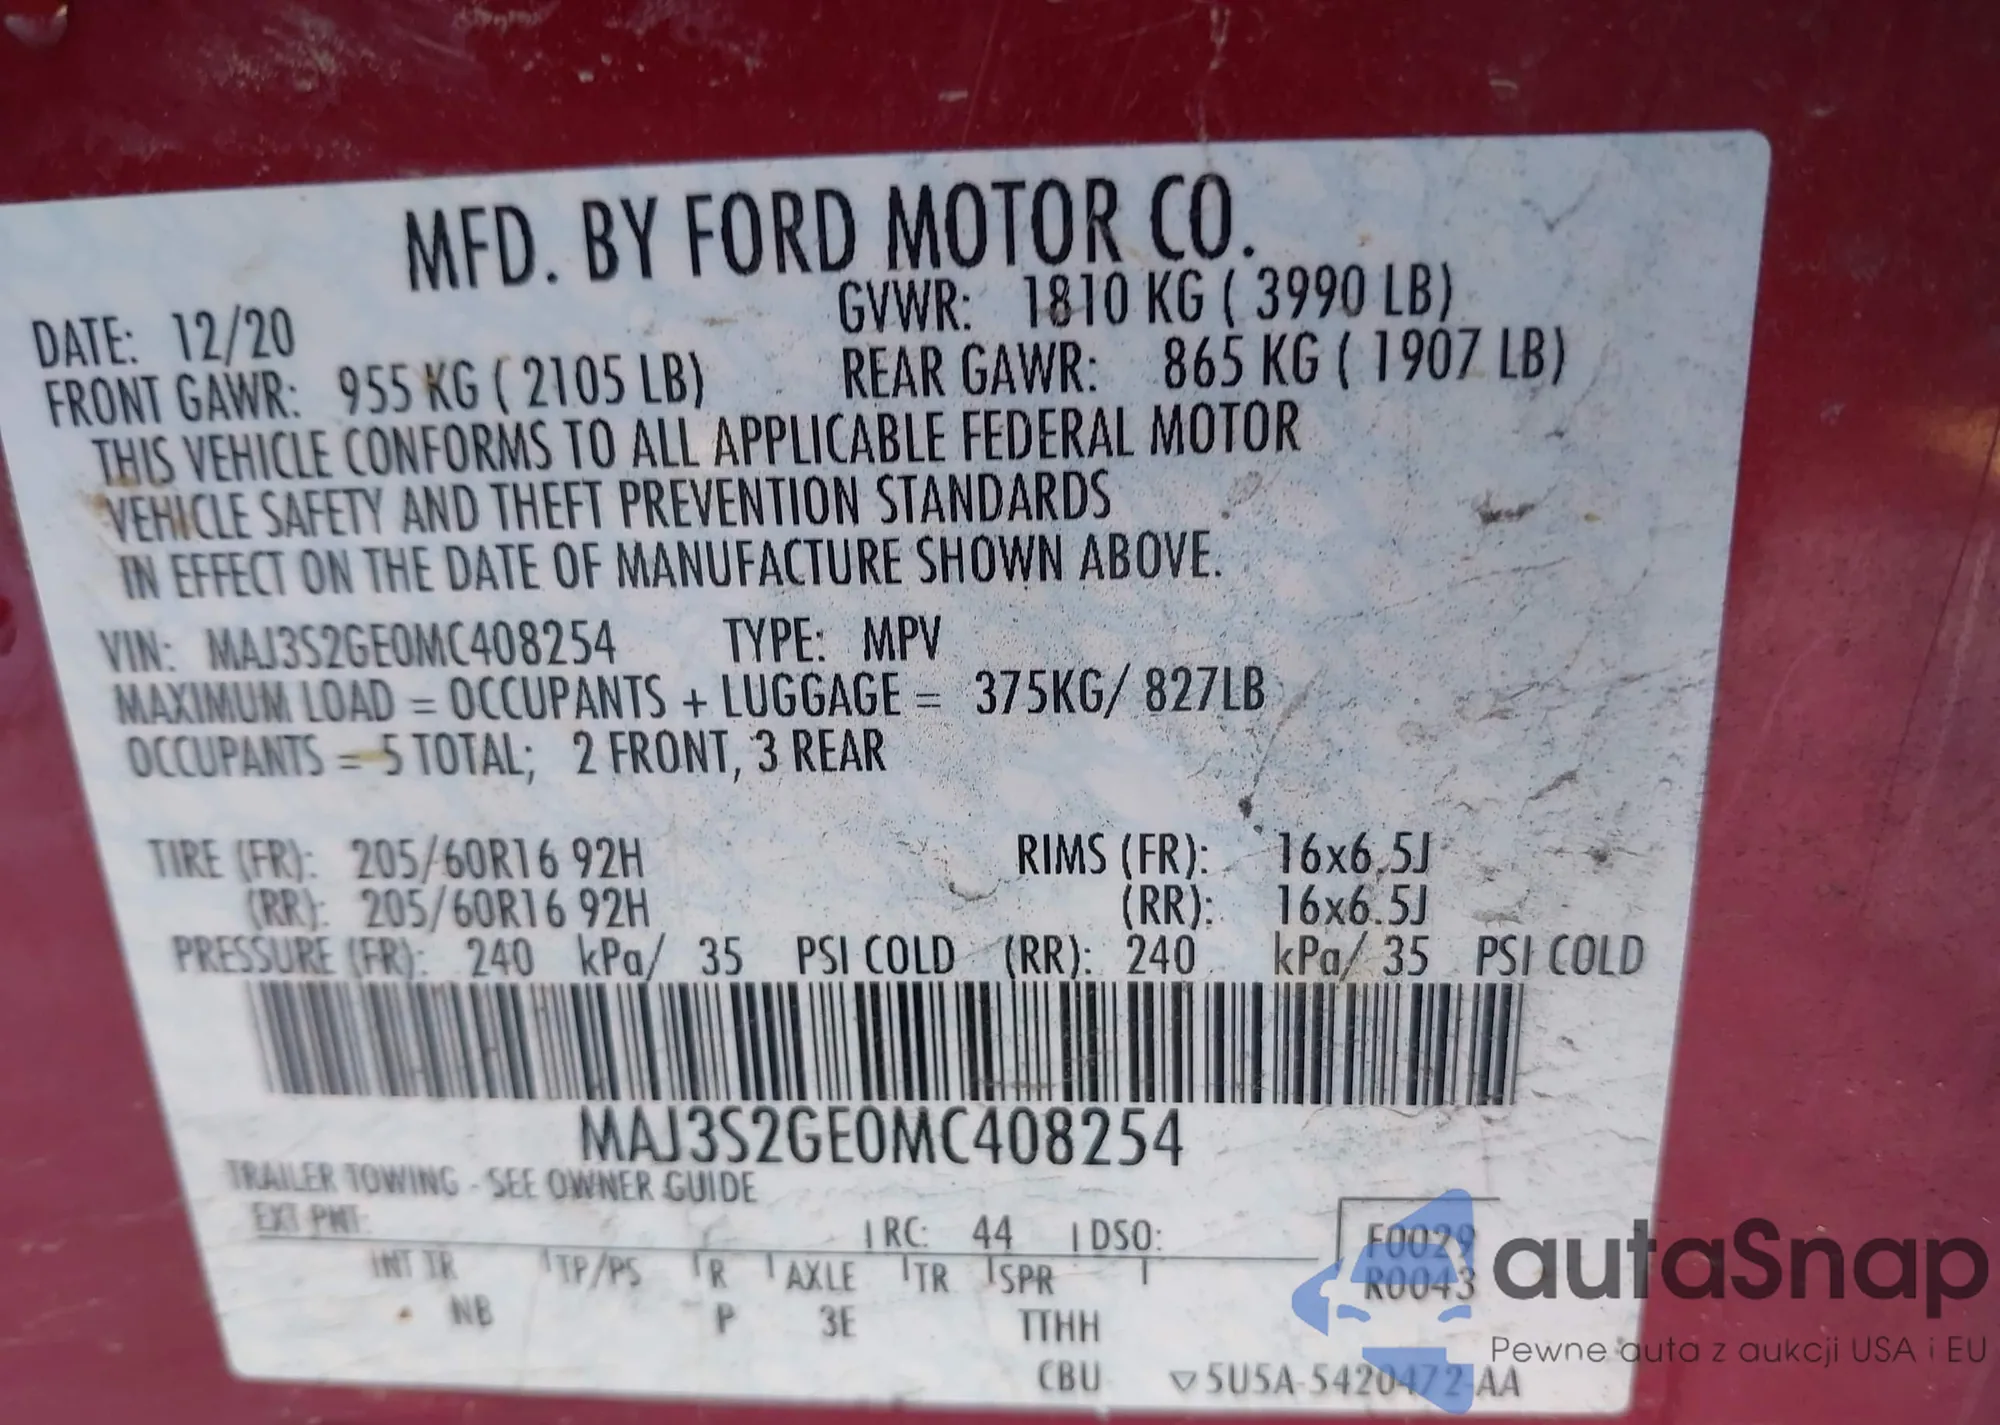 MFD. BY FORD MOTOR CO.
DATE: 12/20 GVWR: 1810 KG ( 3990 LB)
FRONT GAWR: 955 KG ( 2105 LB) REAR GAWR: 865 KG ( 1907 LB)
THIS VEHICLE CONFORMS TO ALL APPLICABLE FEDERAL MOTOR
VEHICLE SAFETY AND THEFT PREVENTION STANDARDS
IN EFFECT ON THE DATE OF MANUFACTURE SHOWN ABOVE.
VIN: MAJ3S2GE0MC408254 TYPE: MPV
MAXIMUM LOAD = OCCUPANTS + LUGGAGE = 375KG/ 827LB
OCCUPANTS = 5 TOTAL; 2 FRONT, 3 REAR
TIRE (FR): 205/60R16 92H RIMS (FR): 16x6.5J
(RR): 205/60R16 92H (RR): 16x6.5J
PRESSURE (FR): 240 kPa/ 35 PSI COLD (RR): 240 kPa/ 35 PSI COLD
MAJ3S2GE0MC408254
TRAILER TOWING - SEE OWNER GUIDE
EXT PNT: RC: 44 DSO: F0029
INT TR TP/PS R AXLE TR SPR R0043
NB P 3E TTHH
CBU ▽5U5A-5420472-AA
autaSnap
Pewne auta z aukcji USA i EU